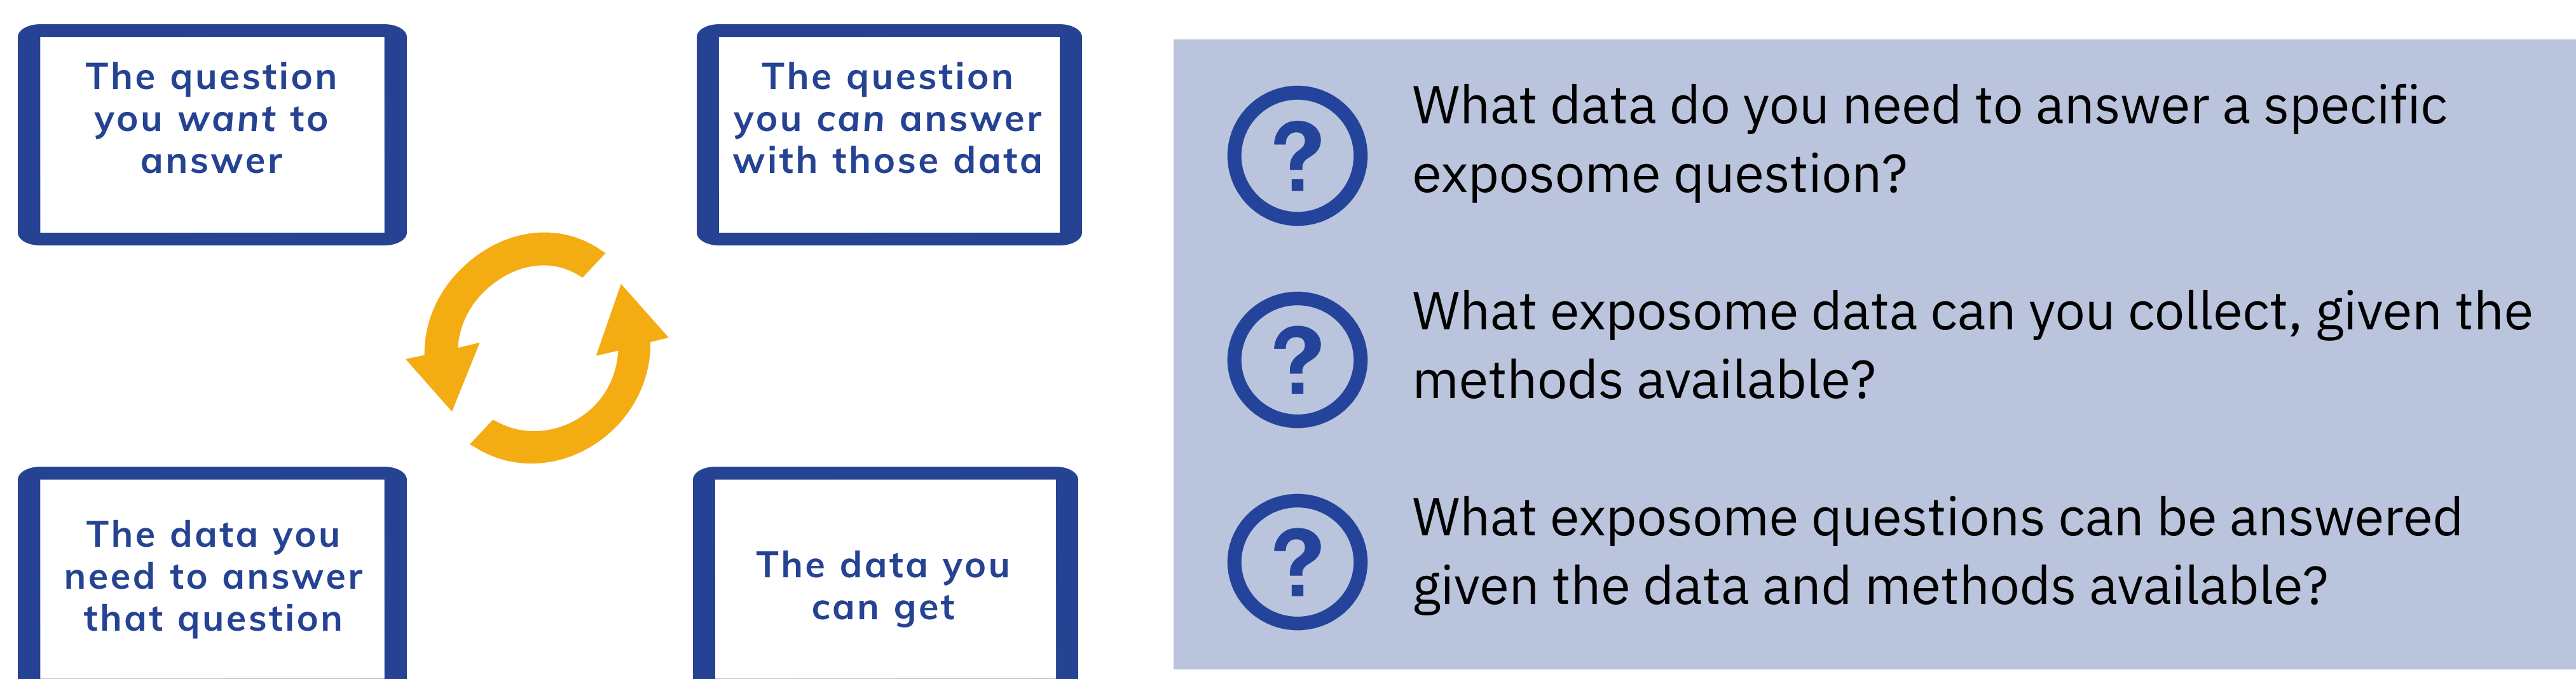 The question
you want to
answer
The question
you can answer
with those data
The data you
need to answer
that question
The data you
can get
?
What data do you need to answer a specific
exposome question?
?
What exposome data can you collect, given the
methods available?
?
What exposome questions can be answered
given the data and methods available?